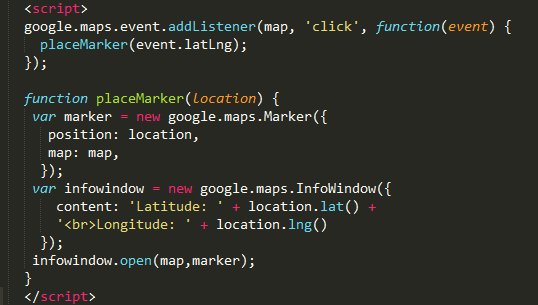 <script>
google.maps.event.addListener(map, 'click', function(event) {
  placeMarker(event.latLng);
});

function placeMarker(location) {
 var marker = new google.maps.Marker({
   position: location,
   map: map,
  });
 var infowindow = new google.maps.InfoWindow({
    content: 'Latitude: ' + location.lat() +
    '<br>Longitude: ' + location.lng()
  });
 infowindow.open(map,marker);
}
</script>